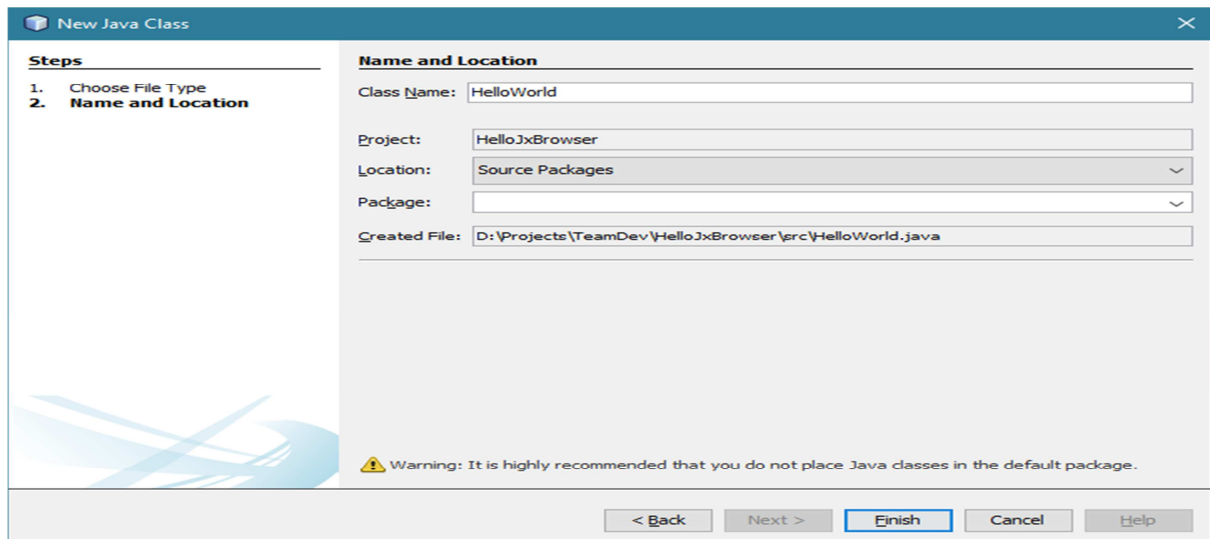 New Java Class
Steps
1. Choose File Type
2. Name and Location
Name and Location
Class Name: HelloWorld
Project: HelloJxBrowser
Location: Source Packages
Package:
Created File: D:\Projects\TeamDev\HelloJxBrowser\src\HelloWorld.java
Warning: It is highly recommended that you do not place Java classes in the default package.
< Back Next > Finish Cancel Help